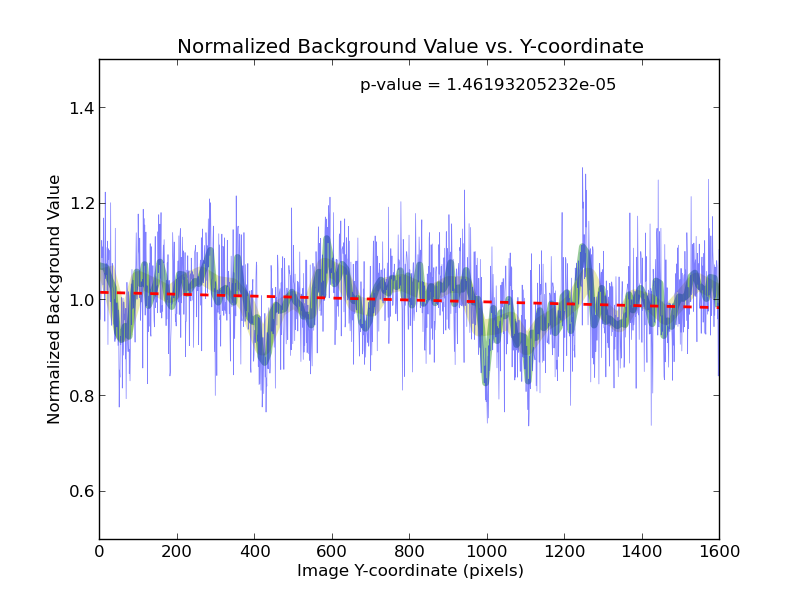 Normalized Background Value vs. Y-coordinate
p-value = 1.46193205232e-05
Normalized Background Value
1.4
1.2
1.0
0.8
0.6
0 200 400 600 800 1000 1200 1400 1600
Image Y-coordinate (pixels)